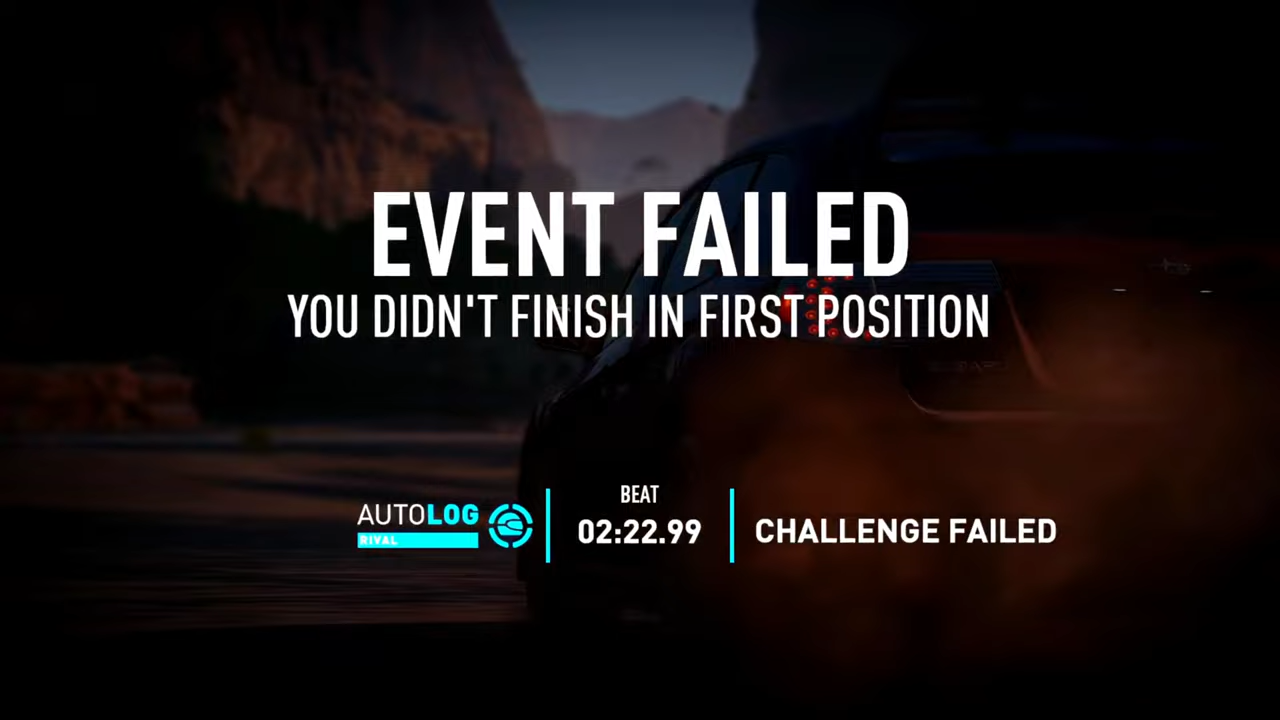 EVENT FAILED
YOU DIDN'T FINISH IN FIRST POSITION
AUTOLOG
RIVAL
BEAT
02:22.99
CHALLENGE FAILED